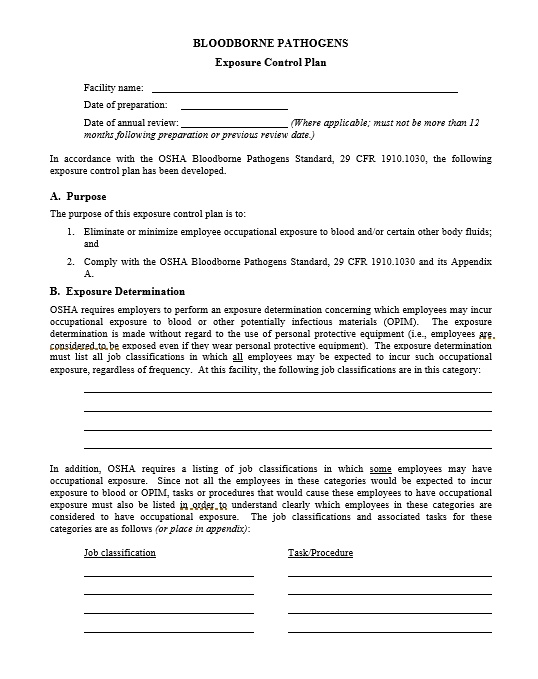 BLOODBORNE PATHOGENS
Exposure Control Plan
Facility name:
Date of preparation:
Date of annual review: (Where applicable; must not be more than 12
months following preparation or previous review date.)
In accordance with the OSHA Bloodborne Pathogens Standard, 29 CFR 1910.1030, the following
exposure control plan has been developed.
A. Purpose
The purpose of this exposure control plan is to:
1. Eliminate or minimize employee occupational exposure to blood and/or certain other body fluids;
and
2. Comply with the OSHA Bloodborne Pathogens Standard, 29 CFR 1910.1030 and its Appendix
A.
B. Exposure Determination
OSHA requires employers to perform an exposure determination concerning which employees may incur
occupational exposure to blood or other potentially infectious materials (OPIM). The exposure
determination is made without regard to the use of personal protective equipment (i.e., employees are
considered to be exposed even if they wear personal protective equipment). The exposure determination
must list all job classifications in which all employees may be expected to incur such occupational
exposure, regardless of frequency. At this facility, the following job classifications are in this category:
In addition, OSHA requires a listing of job classifications in which some employees may have
occupational exposure. Since not all the employees in these categories would be expected to incur
exposure to blood or OPIM, tasks or procedures that would cause these employees to have occupational
exposure must also be listed in order to understand clearly which employees in these categories are
considered to have occupational exposure. The job classifications and associated tasks for these
categories are as follows (or place in appendix):
Job classification Task/Procedure